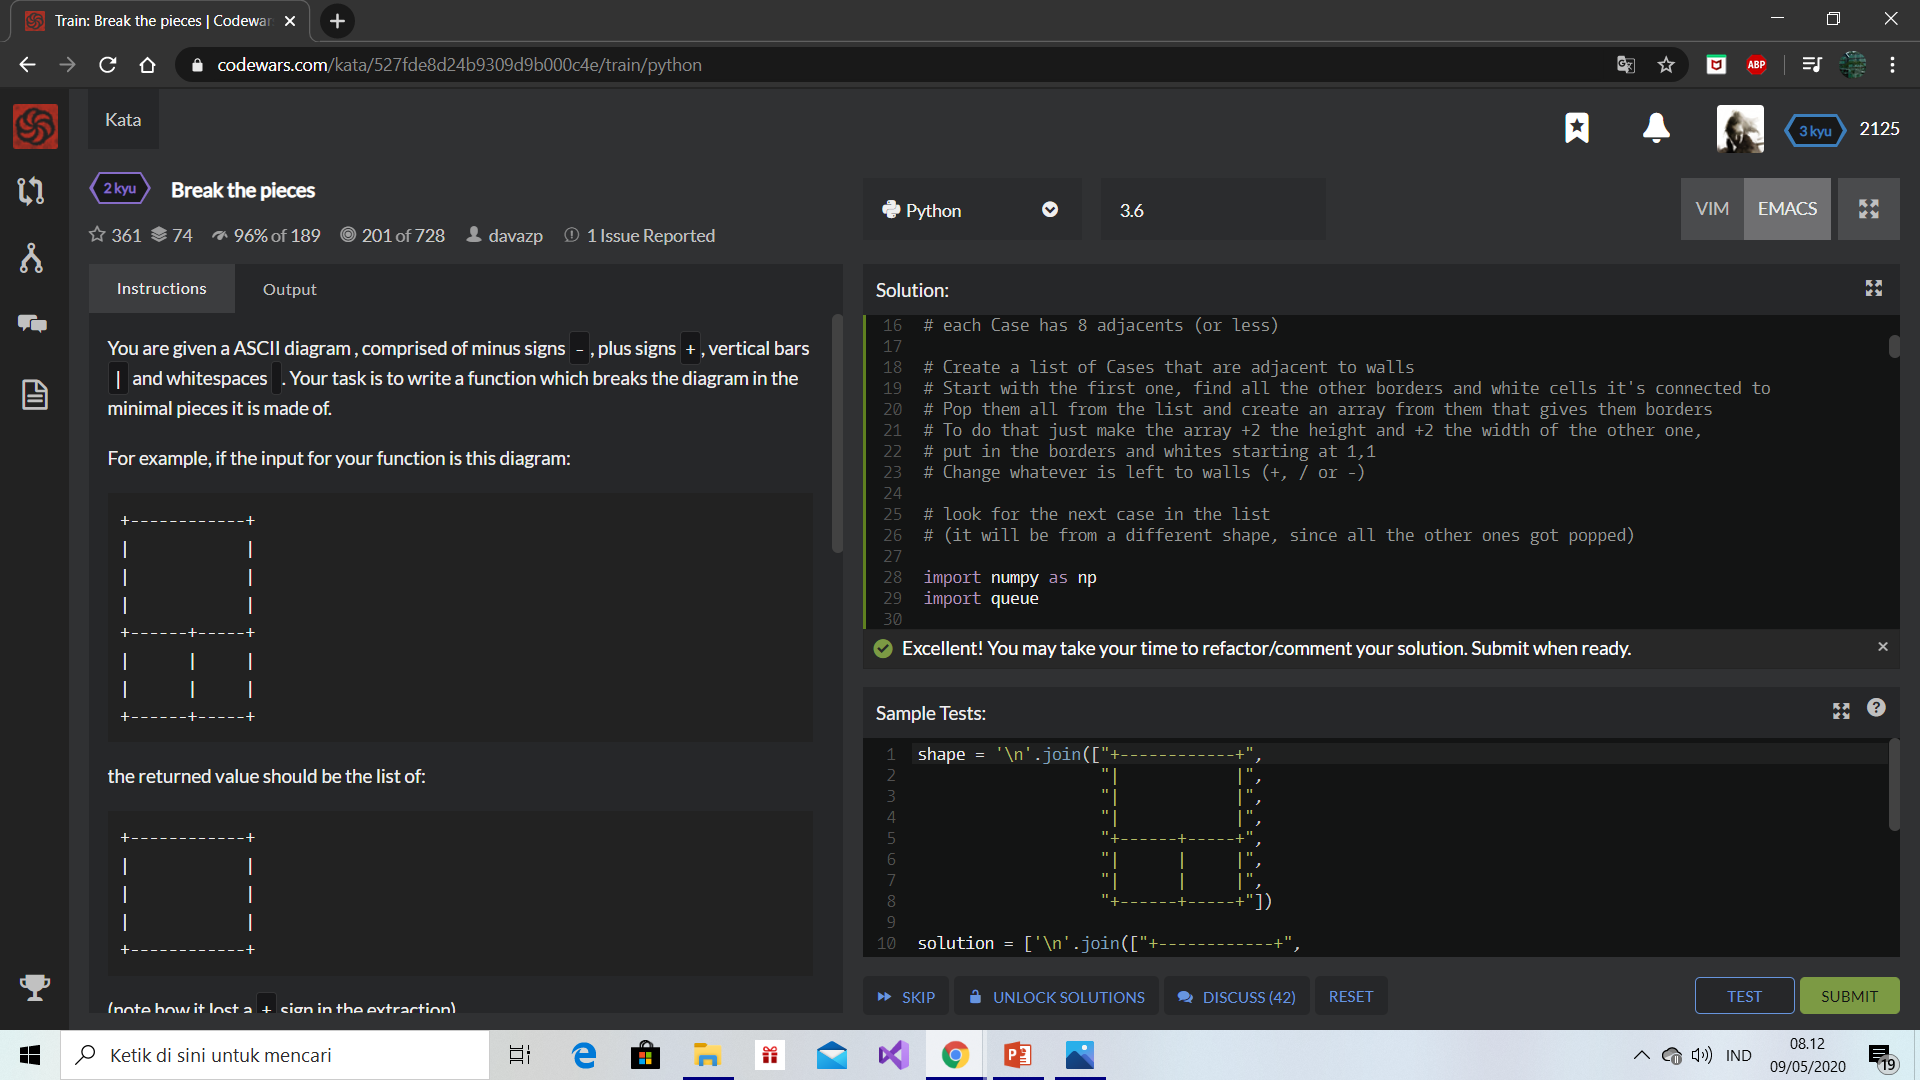 Train: Break the pieces | Codewar
codewars.com/kata/527fde8d24b9309d9b000c4e/train/python
ABP
Kata
3 kyu
2125
2 kyu
Break the pieces
361 74 96% of 189 201 of 728 davazp 1 Issue Reported
Python
3.6
VIM
EMACS
Instructions
Output
You are given a ASCII diagram , comprised of minus signs - , plus signs + , vertical bars
| and whitespaces . Your task is to write a function which breaks the diagram in the
minimal pieces it is made of.
For example, if the input for your function is this diagram:
+------------+
|            |
|            |
|            |
+------+-----+
|      |     |
|      |     |
+------+-----+
the returned value should be the list of:
+------------+
|            |
|            |
|            |
+------------+
(note how it lost a + sign in the extraction)
Solution:
16 # each Case has 8 adjacents (or less)
17
18 # Create a list of Cases that are adjacent to walls
19 # Start with the first one, find all the other borders and white cells it's connected to
20 # Pop them all from the list and create an array from them that gives them borders
21 # To do that just make the array +2 the height and +2 the width of the other one,
22 # put in the borders and whites starting at 1,1
23 # Change whatever is left to walls (+, / or -)
24
25 # look for the next case in the list
26 # (it will be from a different shape, since all the other ones got popped)
27
28 import numpy as np
29 import queue
30
Excellent! You may take your time to refactor/comment your solution. Submit when ready.
×
Sample Tests:
?
1 shape = '\n'.join(["+------------+",
2                    "|            |",
3                    "|            |",
4                    "|            |",
5                    "+------+-----+",
6                    "|      |     |",
7                    "|      |     |",
8                    "+------+-----+"])
9
10 solution = ['\n'.join(["+------------+",
SKIP
UNLOCK SOLUTIONS
DISCUSS (42)
RESET
TEST
SUBMIT
Ketik di sini untuk mencari
IND
08.12
09/05/2020
19